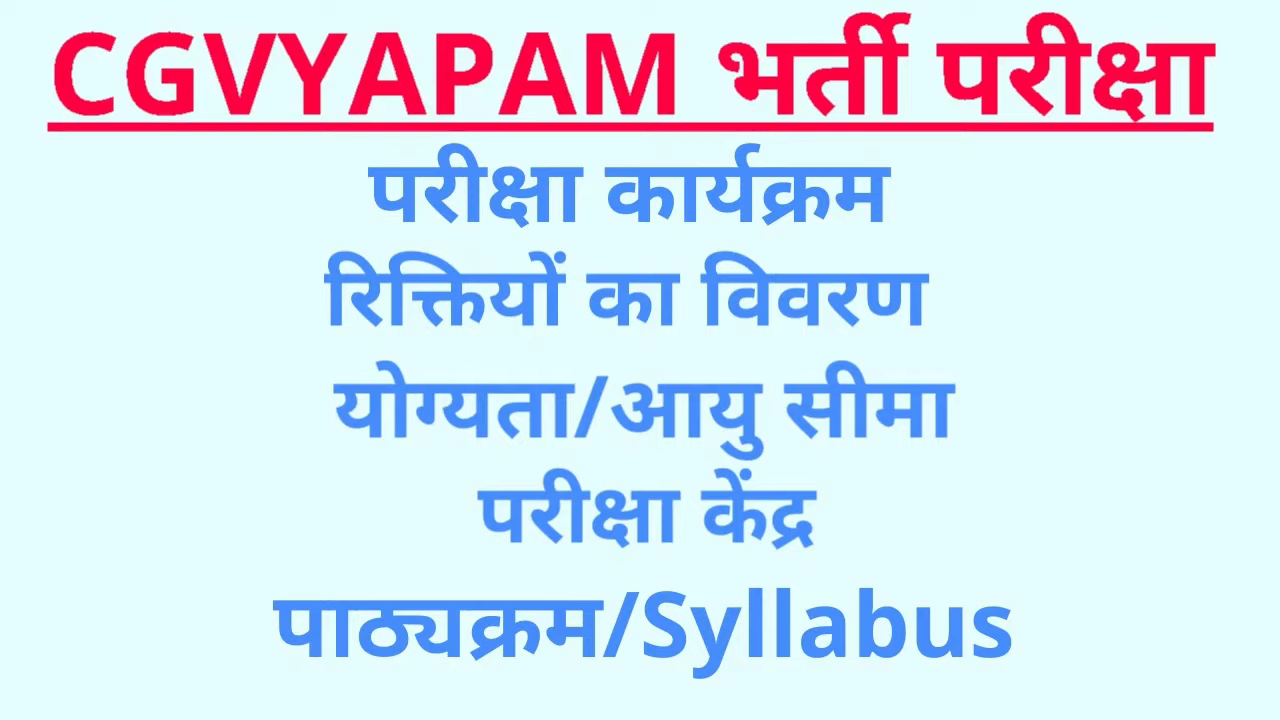 CGVYAPAM भर्ती परीक्षा
परीक्षा कार्यक्रम
रिक्तियों का विवरण
योग्यता/आयु सीमा
परीक्षा केंद्र
पाठ्यक्रम/Syllabus